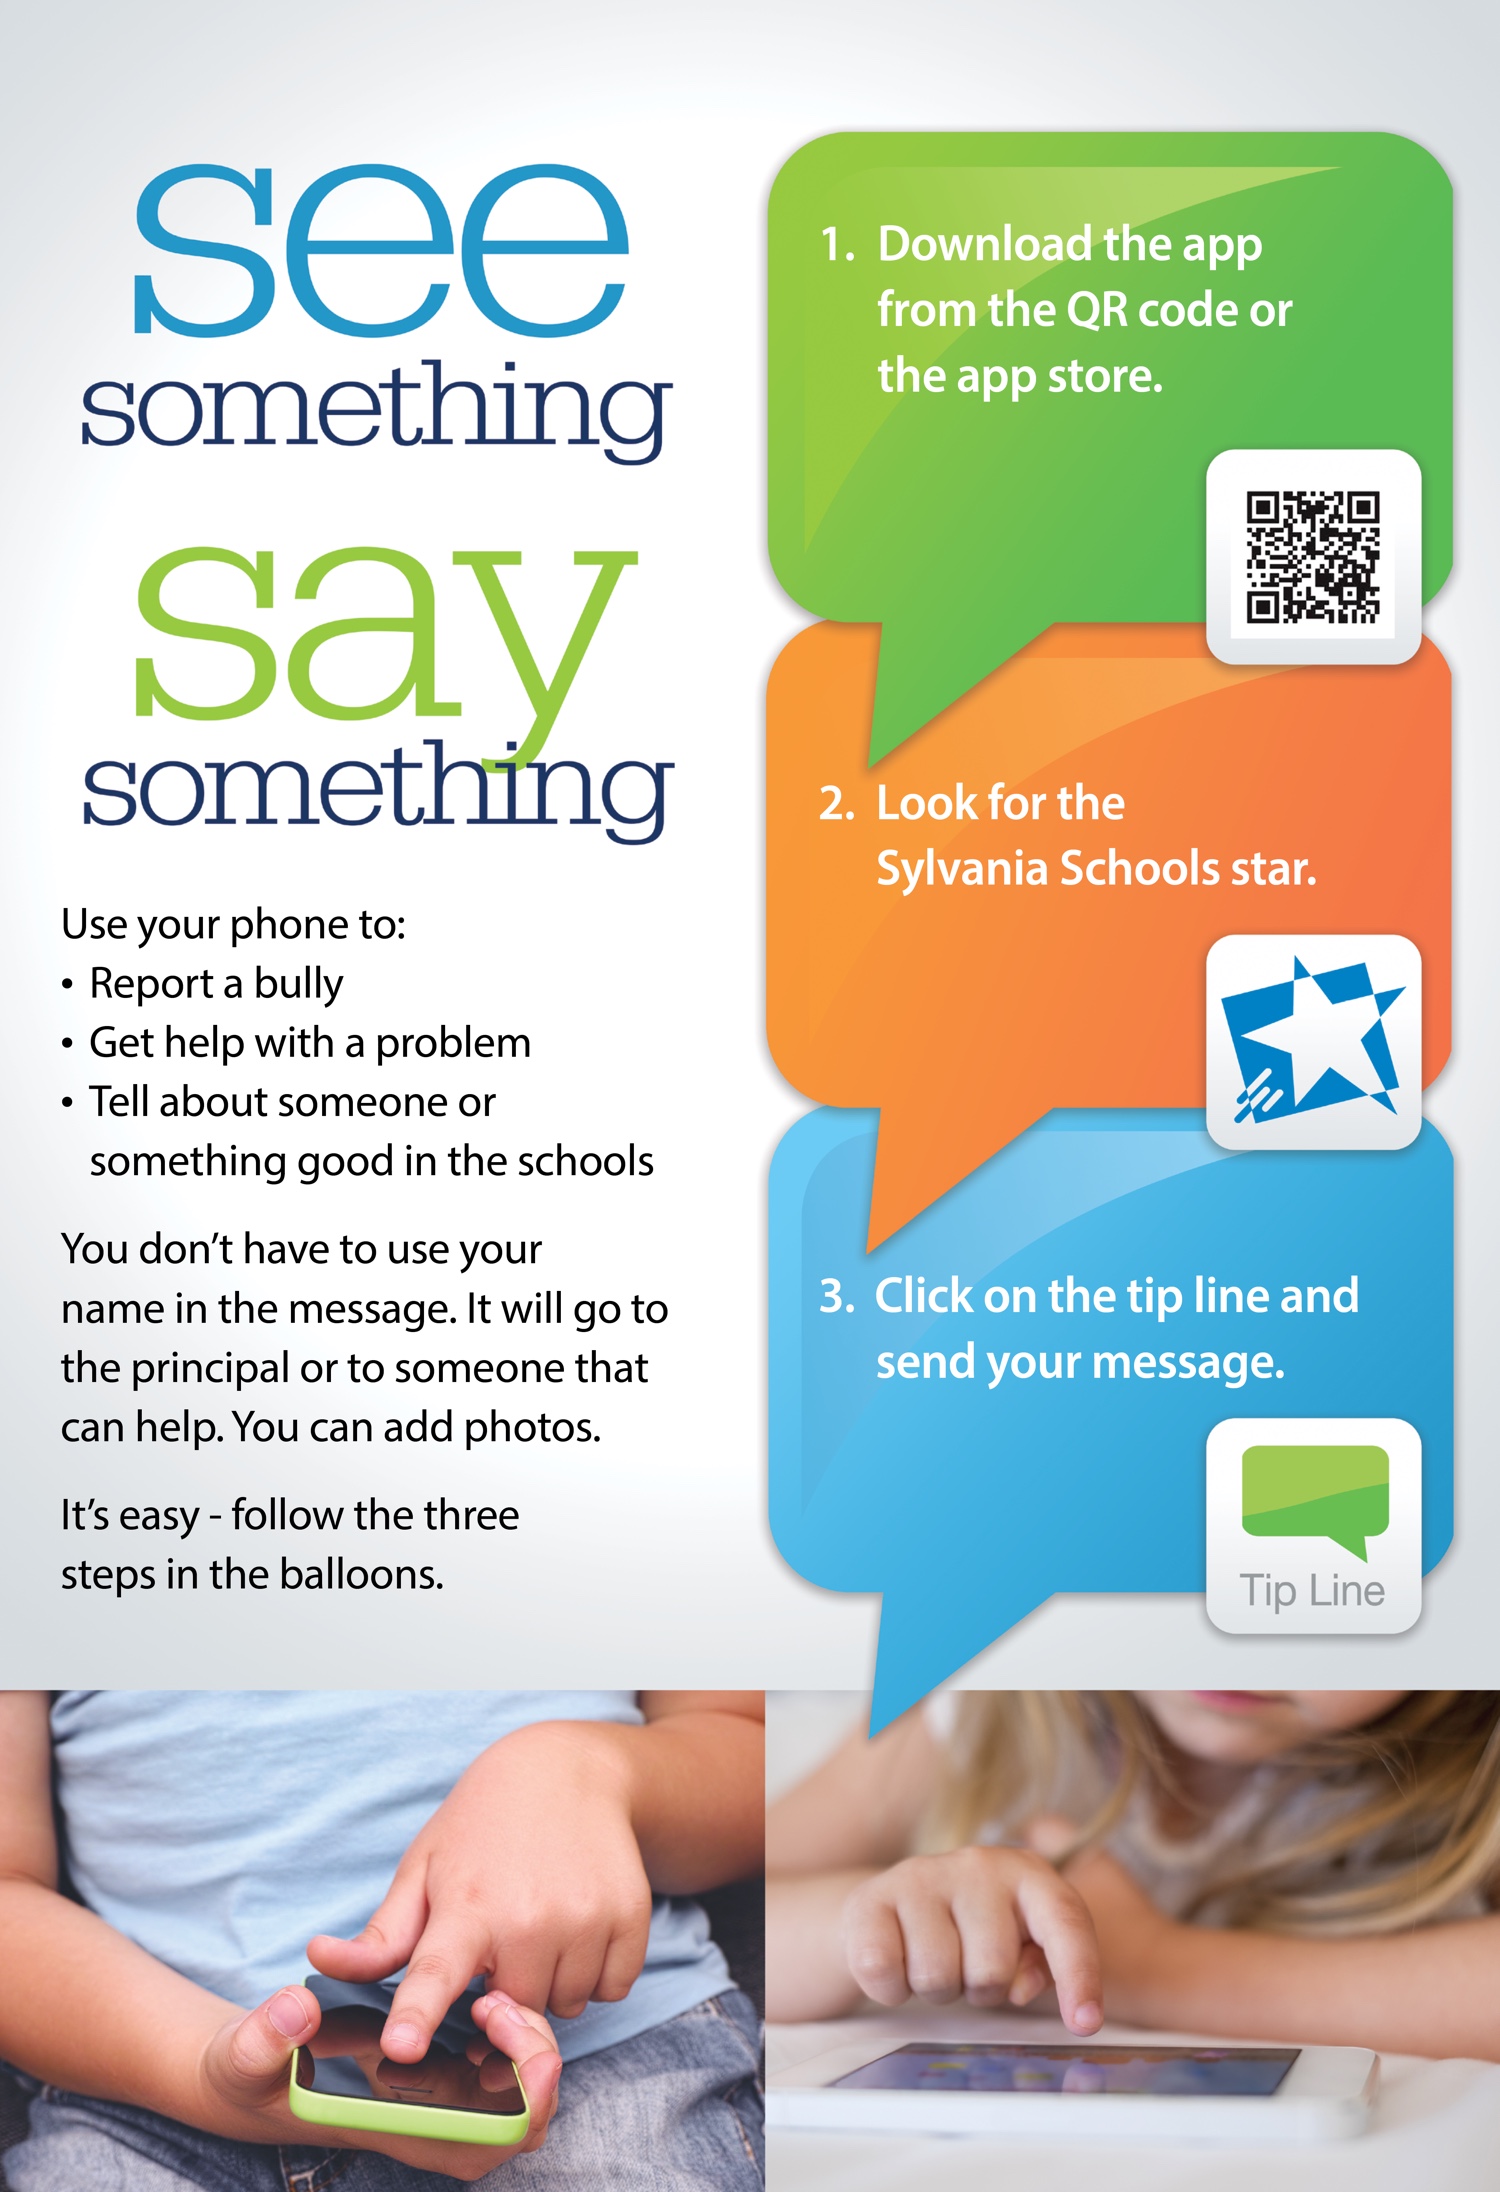 see
something
say
something
Use your phone to:
• Report a bully
• Get help with a problem
• Tell about someone or
something good in the schools
You don’t have to use your
name in the message. It will go to
the principal or to someone that
can help. You can add photos.
It’s easy - follow the three
steps in the balloons.
1. Download the app
from the QR code or
the app store.
2. Look for the
Sylvania Schools star.
3. Click on the tip line and
send your message.
Tip Line